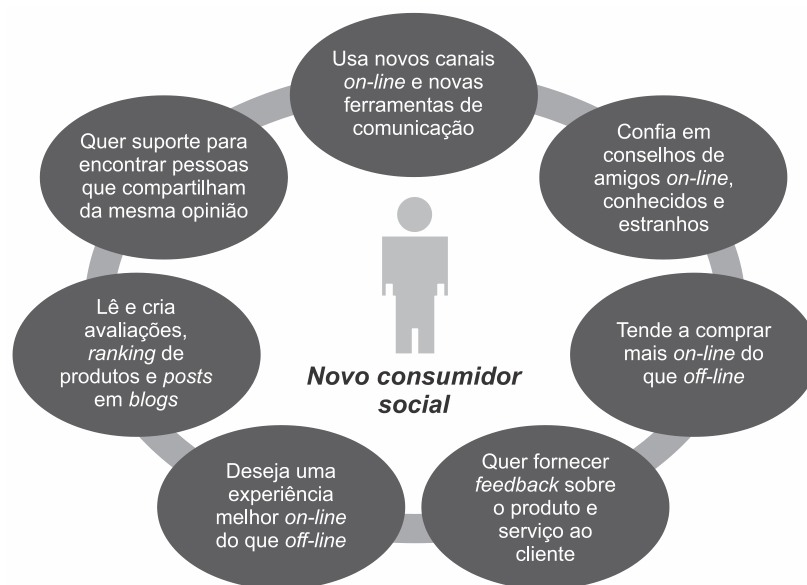 Usa novos canais
on-line e novas
ferramentas de
comunicação
Confia em
conselhos de
amigos on-line,
conhecidos e
estranhos
Tende a comprar
mais on-line do
que off-line
Quer fornecer
feedback sobre
o produto e
serviço ao
cliente
Deseja uma
experiência
melhor on-line
do que off-line
Lê e cria
avaliações,
ranking de
produtos e posts
em blogs
Quer suporte para
encontrar pessoas
que compartilham
da mesma opinião
Novo consumidor
social